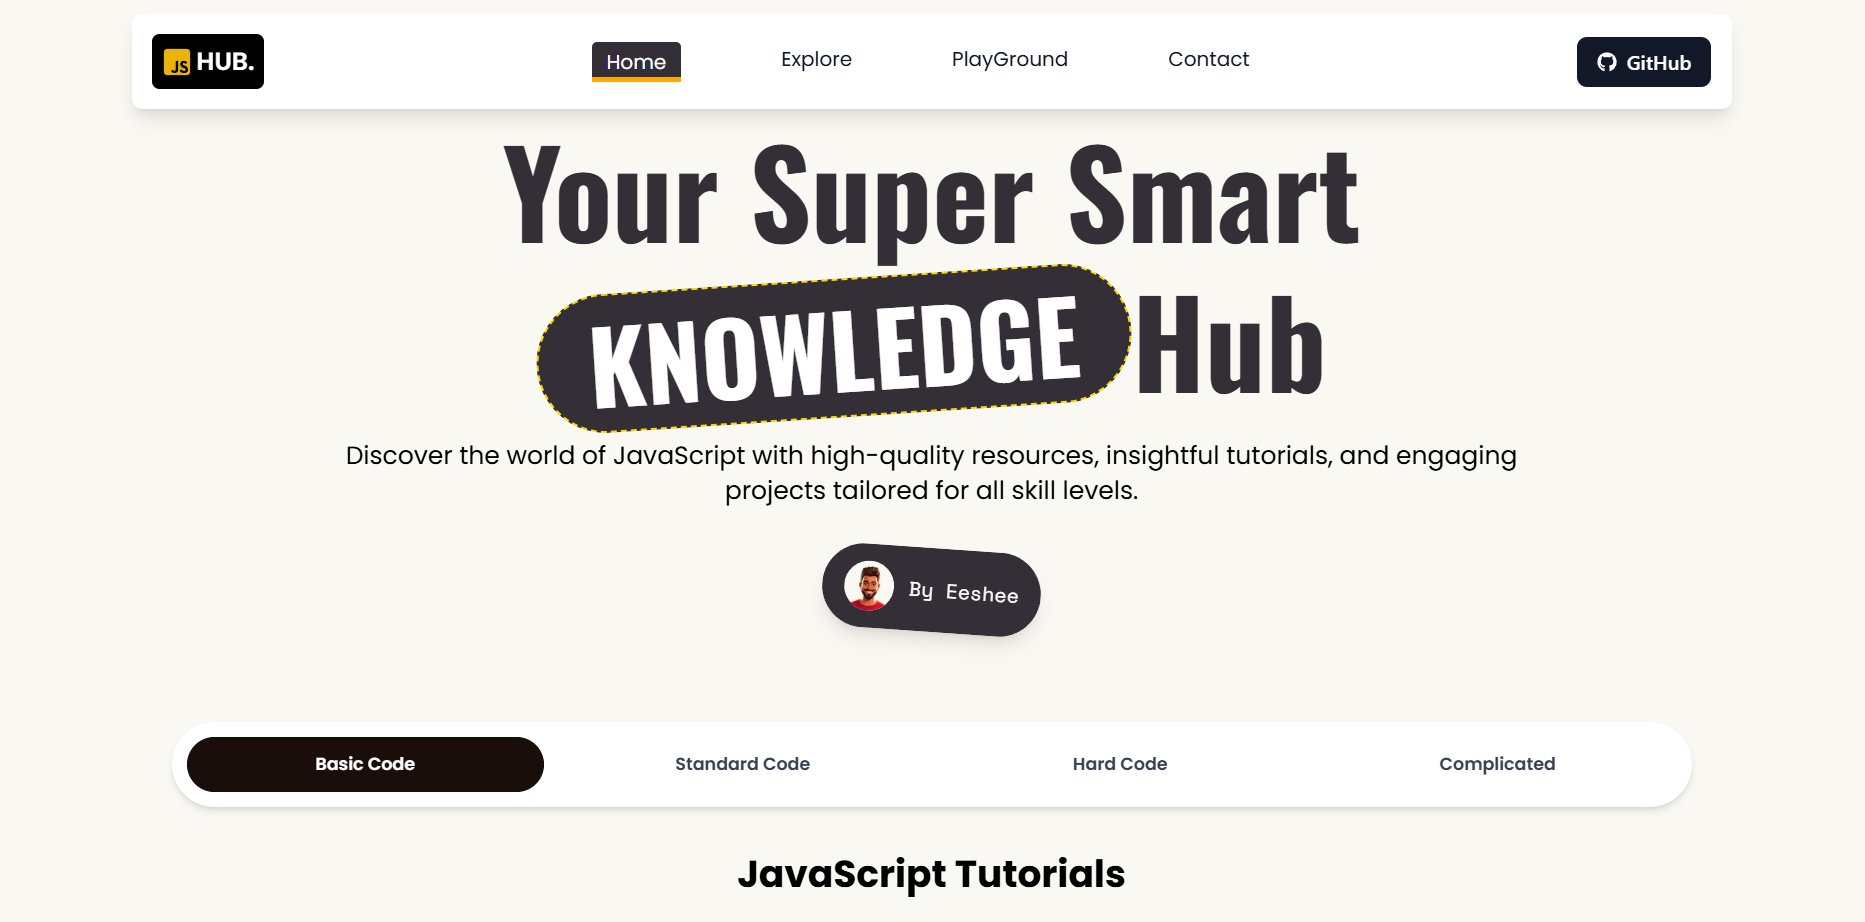 JS HUB.
Home
Explore
PlayGround
Contact
GitHub
Your Super Smart
KNOWLEDGE Hub
Discover the world of JavaScript with high-quality resources, insightful tutorials, and engaging
projects tailored for all skill levels.
By Eeshee
Basic Code
Standard Code
Hard Code
Complicated
JavaScript Tutorials